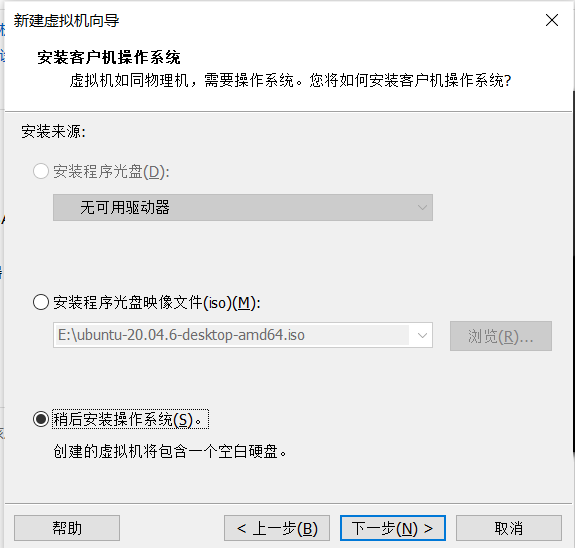 新建虚拟机向导
安装客户机操作系统
虚拟机如同物理机，需要操作系统。您将如何安装客户机操作系统?
安装来源:
安装程序光盘(D):
无可用驱动器
安装程序光盘映像文件(iso)(M):
E:\ubuntu-20.04.6-desktop-amd64.iso
浏览(R)...
稍后安装操作系统(S)。
创建的虚拟机将包含一个空白硬盘。
帮助
< 上一步(B)
下一步(N) >
取消